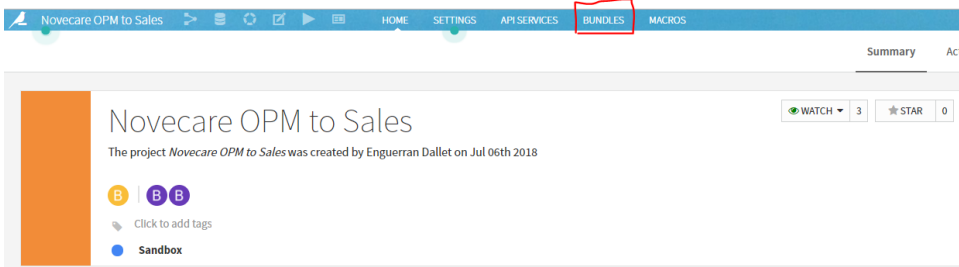 Novecare OPM to Sales HOME SETTINGS API SERVICES BUNDLES MACROS
Summary
Novecare OPM to Sales
WATCH 3 STAR 0
The project Novecare OPM to Sales was created by Enguerran Dallet on Jul 06th 2018
B B B
Click to add tags
Sandbox